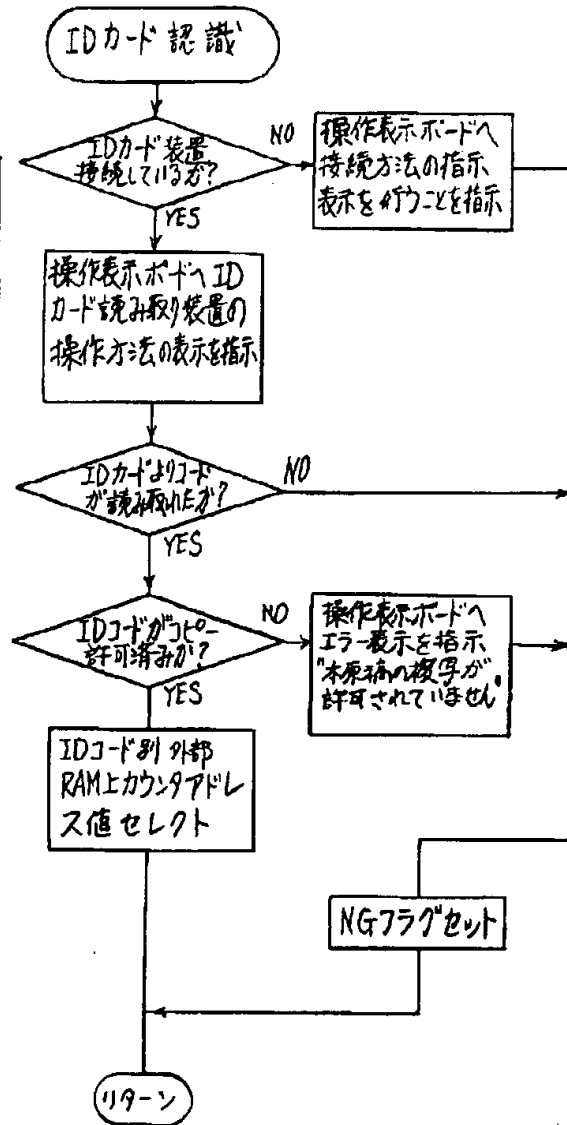 IDカード 認識
IDカード装置
接続しているか?
NO
操作表示ボードへ
接続方法の指示
表示を行うことを指示
YES
操作表示ボードへID
カード読み取り装置の
操作方法の表示を指示
IDカードよりコード
が読み取れたか?
NO
YES
IDコードがコピー
許可済みか?
NO
操作表示ボードへ
エラー表示を指示
"本原稿の複写が
許可されていません"
YES
IDコード別 外部
RAM上カウンタアドレ
ス値セレクト
NGフラグセット
リターン